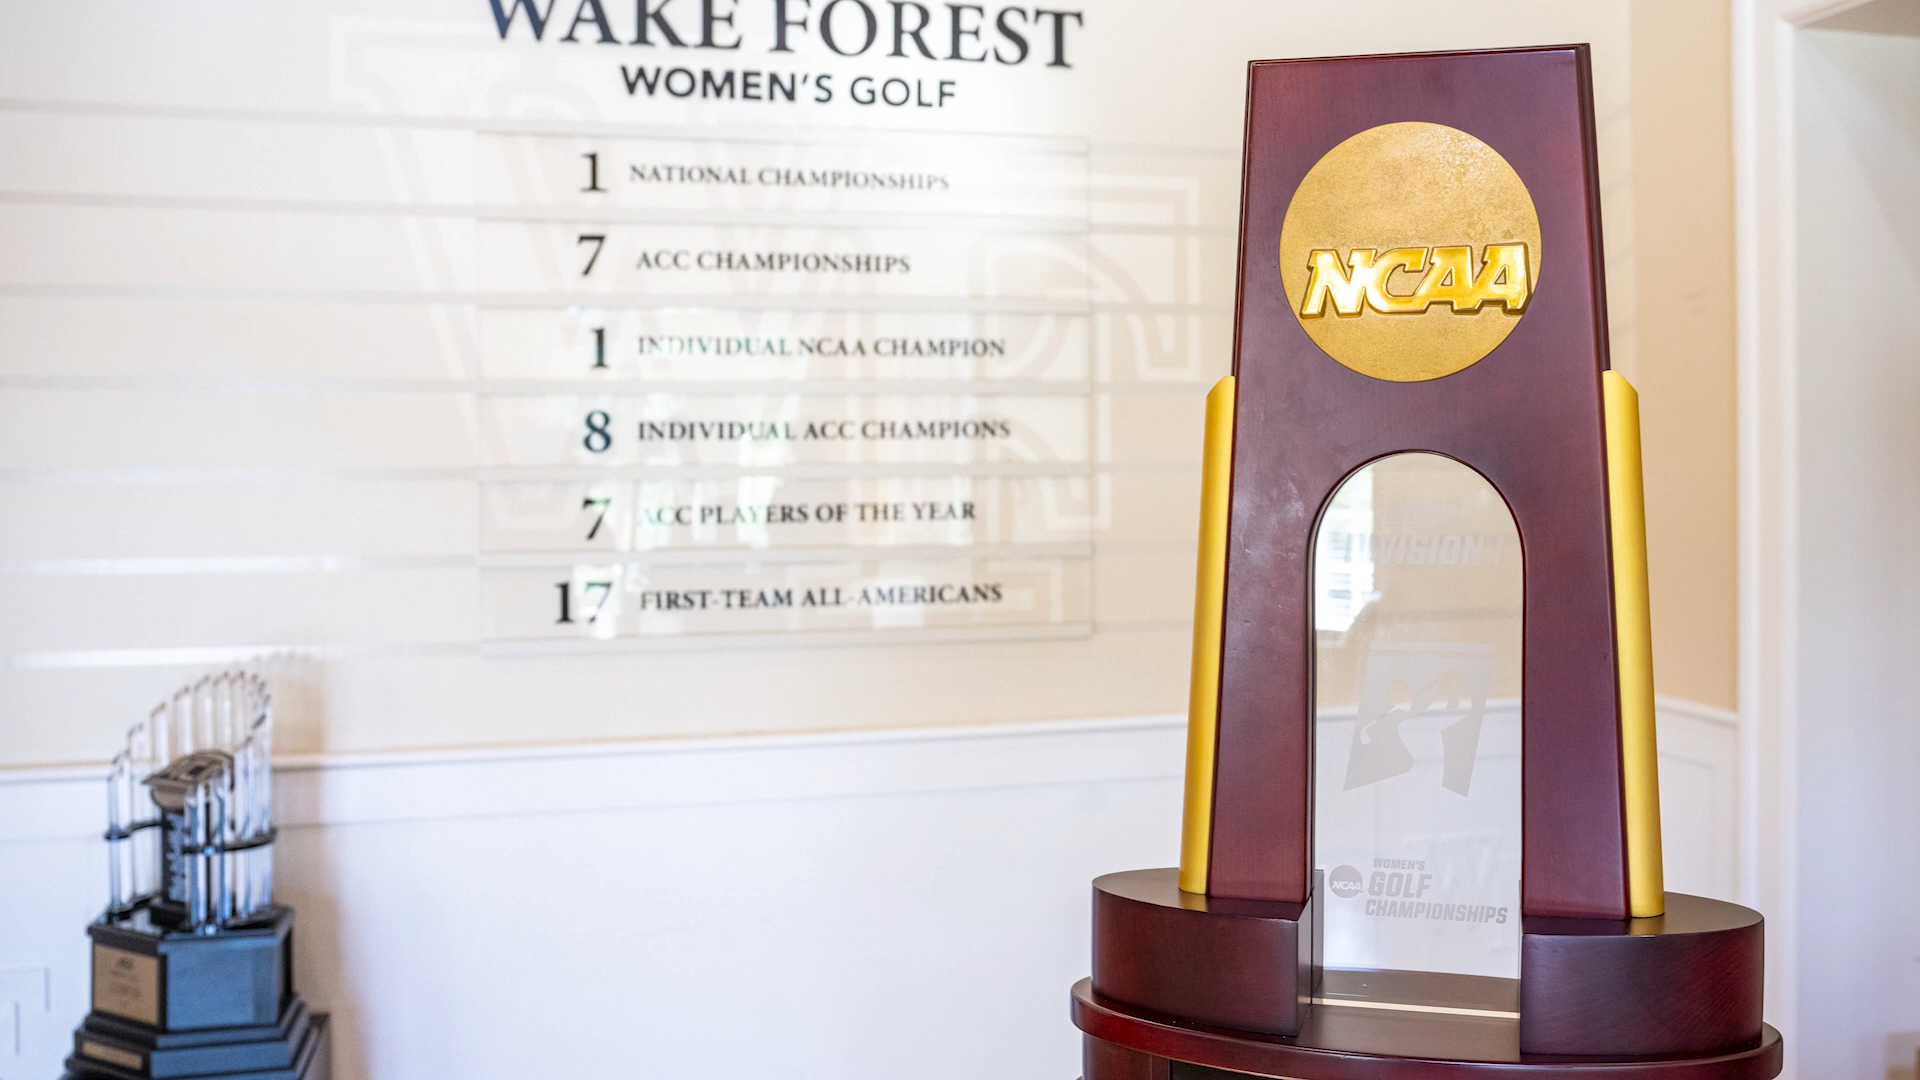 WAKE FOREST
WOMEN'S GOLF
1 NATIONAL CHAMPIONSHIPS
7 ACC CHAMPIONSHIPS
1 INDIVIDUAL NCAA CHAMPION
8 INDIVIDUAL ACC CHAMPIONS
7 ACC PLAYERS OF THE YEAR
17 FIRST-TEAM ALL-AMERICANS
NCAA
DIVISION I
NCAA
WOMEN'S
GOLF
CHAMPIONSHIPS